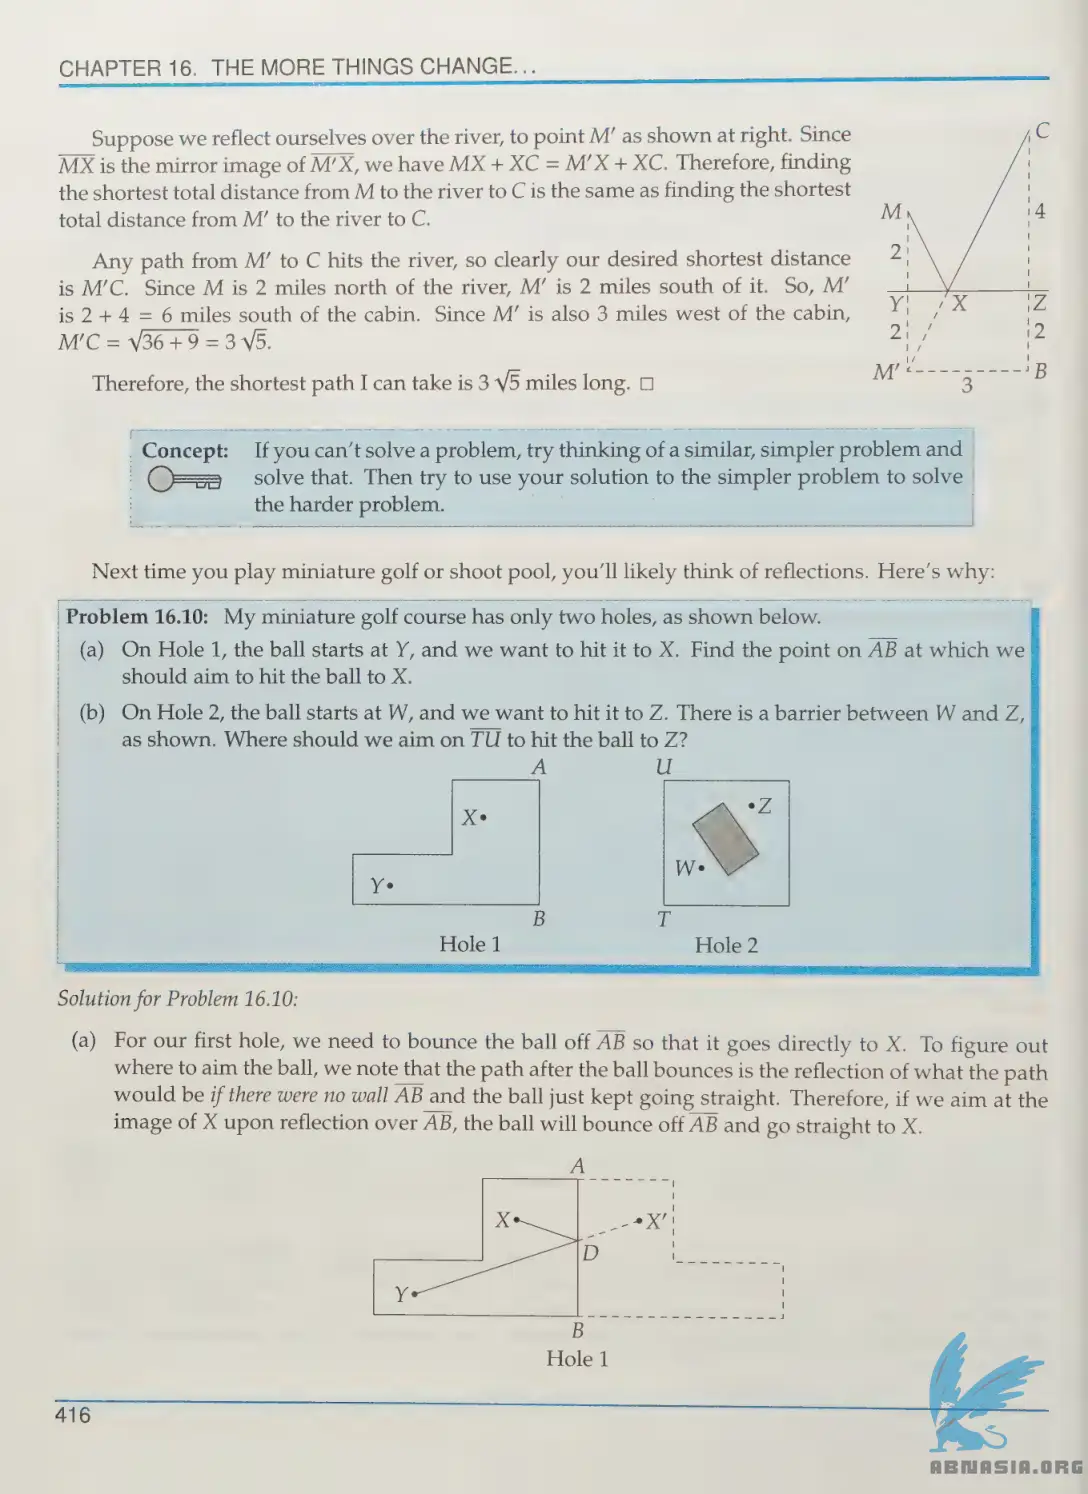 CHAPTER 16. THE MORE THINGS CHANGE...
Suppose we reflect ourselves over the river, to point M′ as shown at right. Since
MX is the mirror image of M′X, we have MX + XC = M′X + XC. Therefore, finding
the shortest total distance from M to the river to C is the same as finding the shortest
total distance from M′ to the river to C.
Any path from M′ to C hits the river, so clearly our desired shortest distance
is M′C. Since M is 2 miles north of the river, M′ is 2 miles south of it. So, M′
is 2 + 4 = 6 miles south of the cabin. Since M′ is also 3 miles west of the cabin,
M′C = √36 + 9 = 3 √5.
Therefore, the shortest path I can take is 3 √5 miles long. □
C
M
4
2
Y X Z
2 2
M′ B
3
Concept: If you can't solve a problem, try thinking of a similar, simpler problem and
solve that. Then try to use your solution to the simpler problem to solve
the harder problem.
Next time you play miniature golf or shoot pool, you'll likely think of reflections. Here's why:
Problem 16.10: My miniature golf course has only two holes, as shown below.
(a) On Hole 1, the ball starts at Y, and we want to hit it to X. Find the point on AB at which we
should aim to hit the ball to X.
(b) On Hole 2, the ball starts at W, and we want to hit it to Z. There is a barrier between W and Z,
as shown. Where should we aim on TU to hit the ball to Z?
A U
X Z
Y W
B T
Hole 1 Hole 2
Solution for Problem 16.10:
(a) For our first hole, we need to bounce the ball off AB so that it goes directly to X. To figure out
where to aim the ball, we note that the path after the ball bounces is the reflection of what the path
would be if there were no wall AB and the ball just kept going straight. Therefore, if we aim at the
image of X upon reflection over AB, the ball will bounce off AB and go straight to X.
A
X X′
D
Y
B
Hole 1
416
ABNASIA.ORG